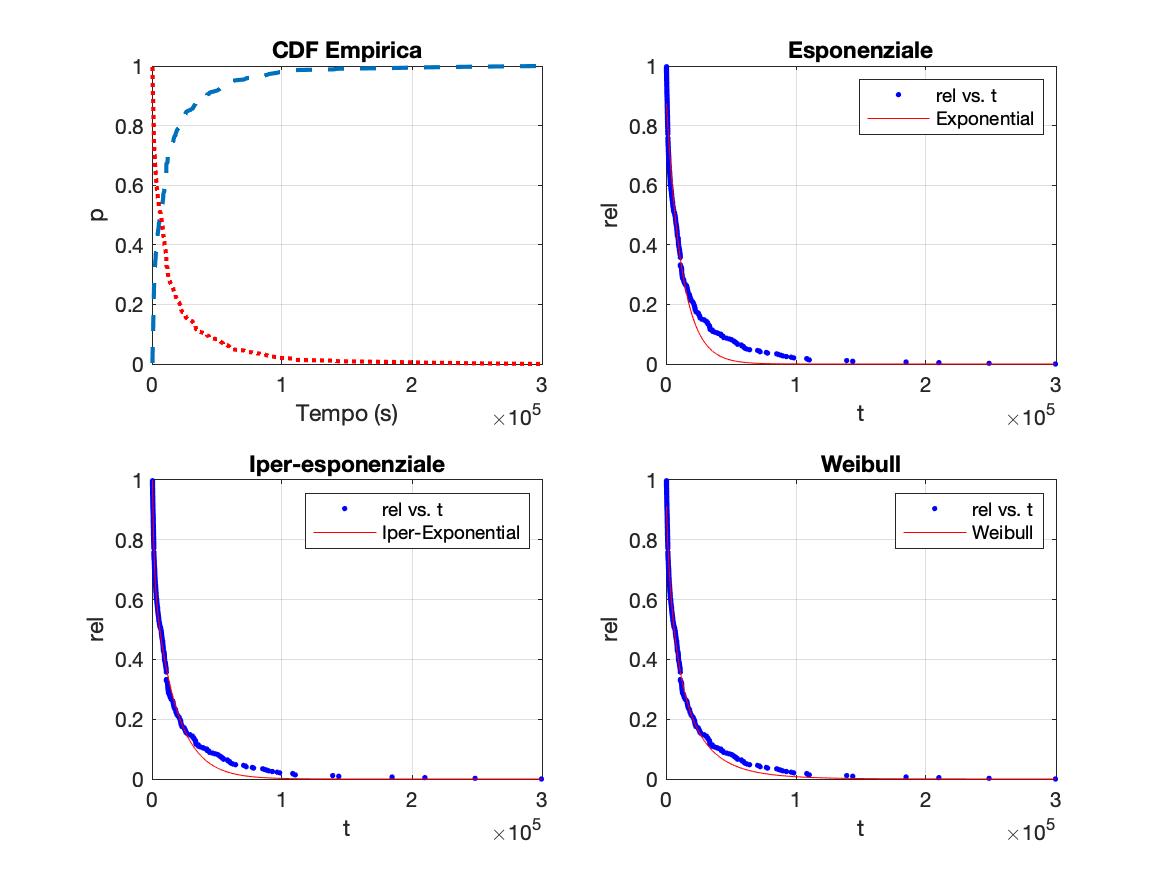 CDF Empirica
1
0.8
0.6
0.4
0.2
0
p
0 1 2 3
Tempo (s)
×10^5
Esponenziale
1
0.8
0.6
0.4
0.2
0
rel
rel vs. t
Exponential
0 1 2 3
t
×10^5
Iper-esponenziale
1
0.8
0.6
0.4
0.2
0
rel
rel vs. t
Iper-Exponential
0 1 2 3
t
×10^5
Weibull
1
0.8
0.6
0.4
0.2
0
rel
rel vs. t
Weibull
0 1 2 3
t
×10^5